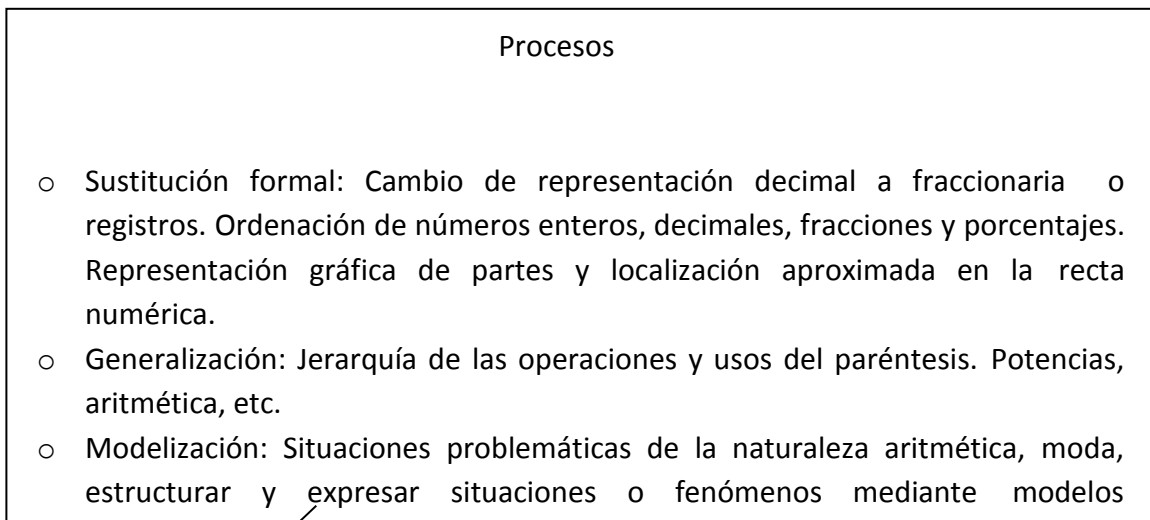 Procesos
o Sustitución formal: Cambio de representación decimal a fraccionaria o
registros. Ordenación de números enteros, decimales, fracciones y porcentajes.
Representación gráfica de partes y localización aproximada en la recta
numérica.
o Generalización: Jerarquía de las operaciones y usos del paréntesis. Potencias,
aritmética, etc.
o Modelización: Situaciones problemáticas de la naturaleza aritmética, moda,
estructurar y expresar situaciones o fenómenos mediante modelos